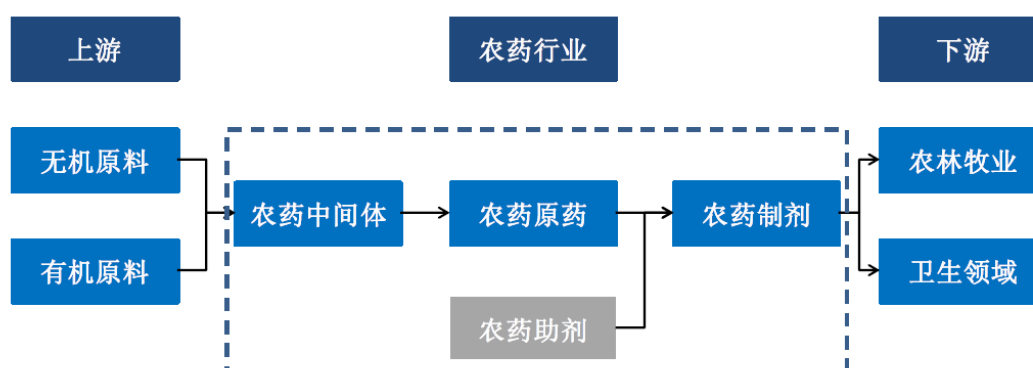 上游
农药行业
下游
无机原料
农林牧业
农药中间体
农药原药
农药制剂
有机原料
卫生领域
农药助剂